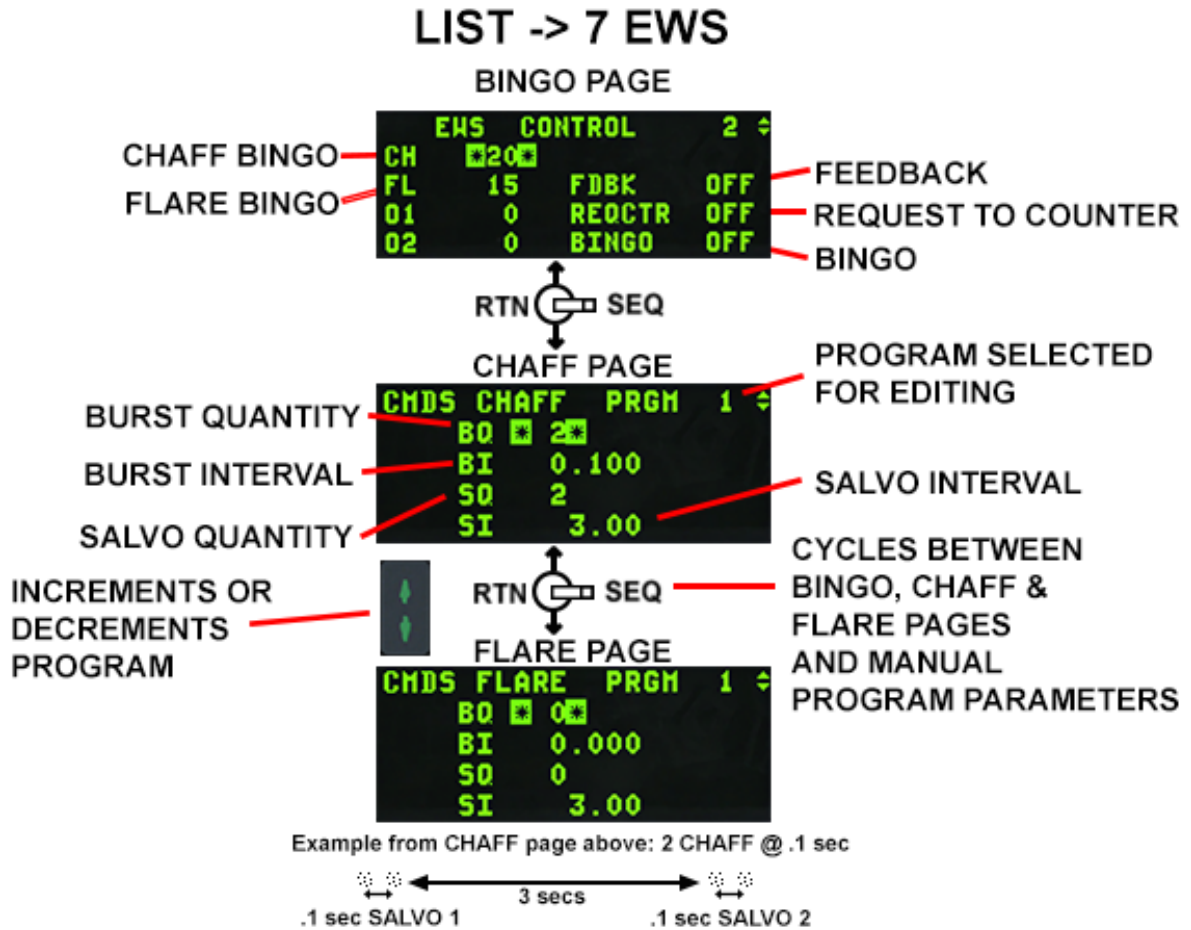 LIST -> 7 EWS
BINGO PAGE
EWS CONTROL 2
CHAFF BINGO
CH *20*
FLARE BINGO
FL 15 FDBK OFF
FEEDBACK
O1 0 REQCTR OFF
REQUEST TO COUNTER
O2 0 BINGO OFF
BINGO
RTN SEQ
CHAFF PAGE
PROGRAM SELECTED
FOR EDITING
CMDS CHAFF PRGM 1
BURST QUANTITY
BQ * 2*
BURST INTERVAL
BI 0.100
SALVO QUANTITY
SQ 2
SI 3.00
SALVO INTERVAL
INCREMENTS OR
DECREMENTS
PROGRAM
RTN SEQ
CYCLES BETWEEN
BINGO, CHAFF &
FLARE PAGES
AND MANUAL
PROGRAM PARAMETERS
FLARE PAGE
CMDS FLARE PRGM 1
BQ * 0*
BI 0.000
SQ 0
SI 3.00
Example from CHAFF page above: 2 CHAFF @ .1 sec
3 secs
.1 sec SALVO 1 .1 sec SALVO 2